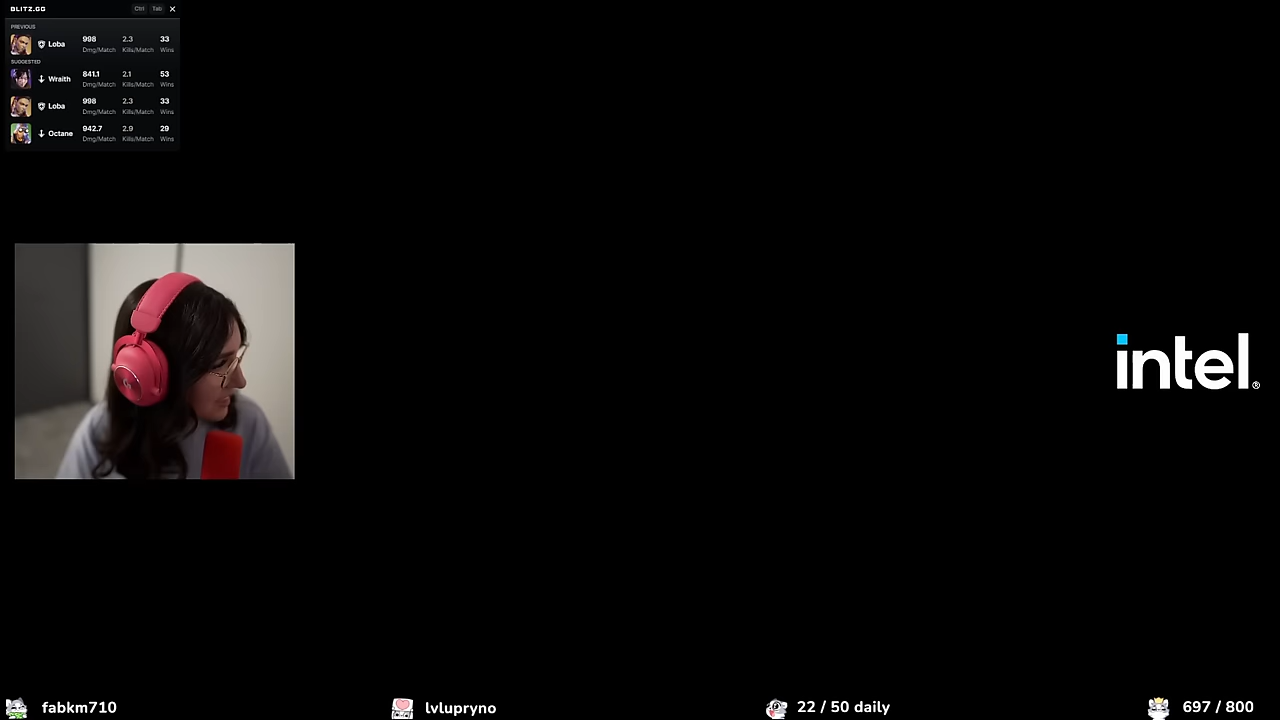 BLITZ.GG Ctrl Tab
PREVIOUS
Loba 998 2.3 33
Dmg/Match Kills/Match Wins
SUGGESTED
Wraith 841.1 2.1 53
Dmg/Match Kills/Match Wins
Loba 998 2.3 33
Dmg/Match Kills/Match Wins
Octane 942.7 2.9 29
Dmg/Match Kills/Match Wins
intel®
fabkm710 lvlupryno 22 / 50 daily 697 / 800